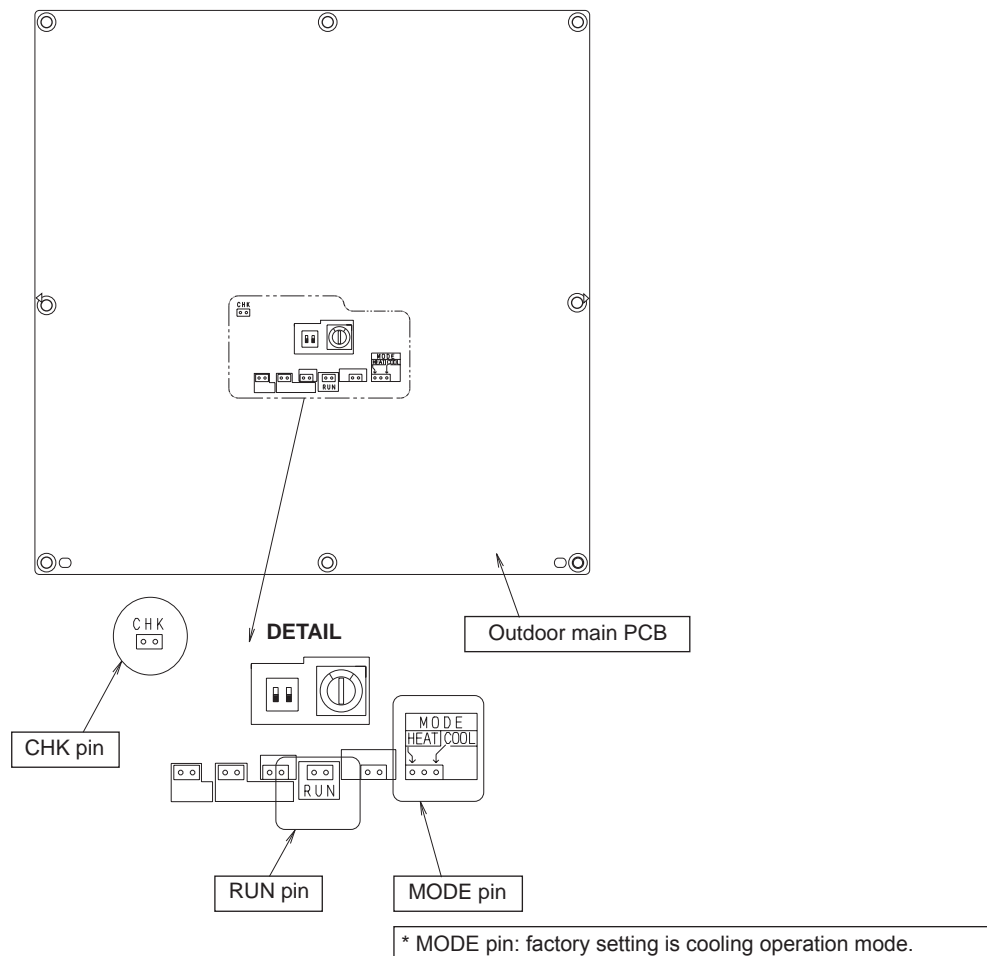 CHK
MODE
HEAT COOL
RUN
CHK
DETAIL
Outdoor main PCB
MODE
HEAT COOL
CHK pin
RUN
RUN pin
MODE pin
* MODE pin: factory setting is cooling operation mode.